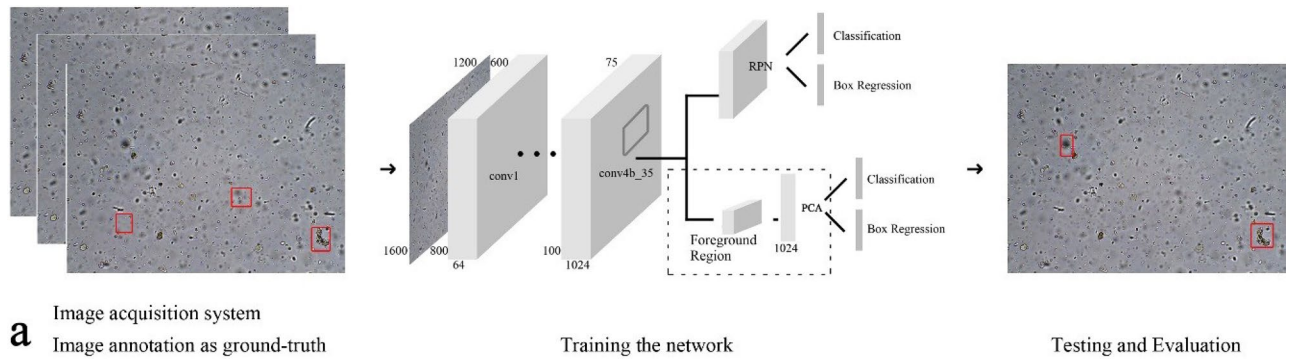 1200 600
75
RPN
Classification
Box Regression
conv1
conv4b_35
PCA
Classification
Box Regression
Foreground
Region
1024
1600
800
64
100
1024
a
Image acquisition system
Image annotation as ground-truth
Training the network
Testing and Evaluation